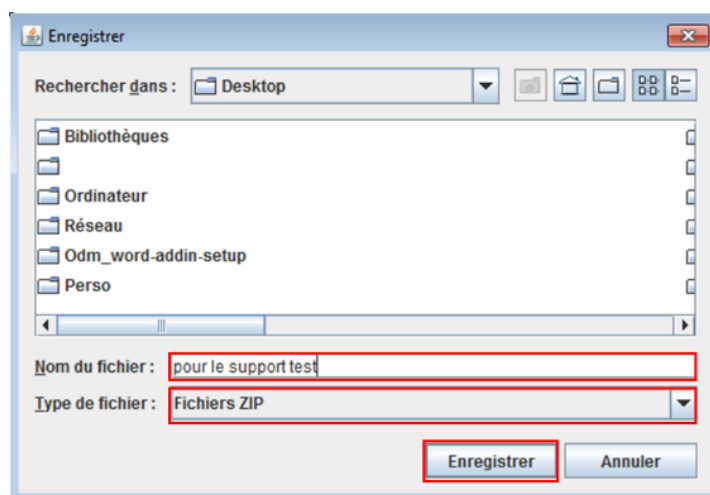 Enregistrer
Rechercher dans : Desktop
Bibliothèques
Ordinateur
Réseau
Odm_word-addin-setup
Perso
Nom du fichier : pour le support test
Type de fichier : Fichiers ZIP
Enregistrer Annuler